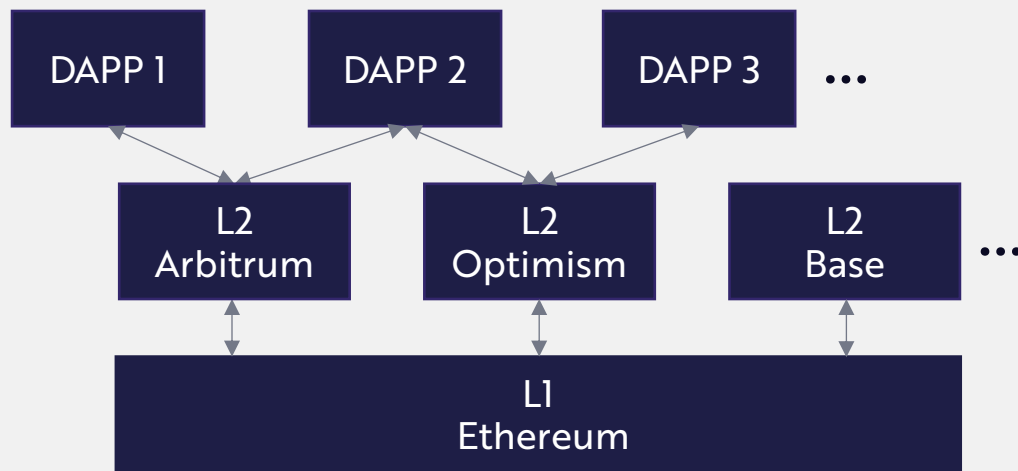 DAPP 1
DAPP 2
DAPP 3
...
L2
Arbitrum
L2
Optimism
L2
Base
...
L1
Ethereum